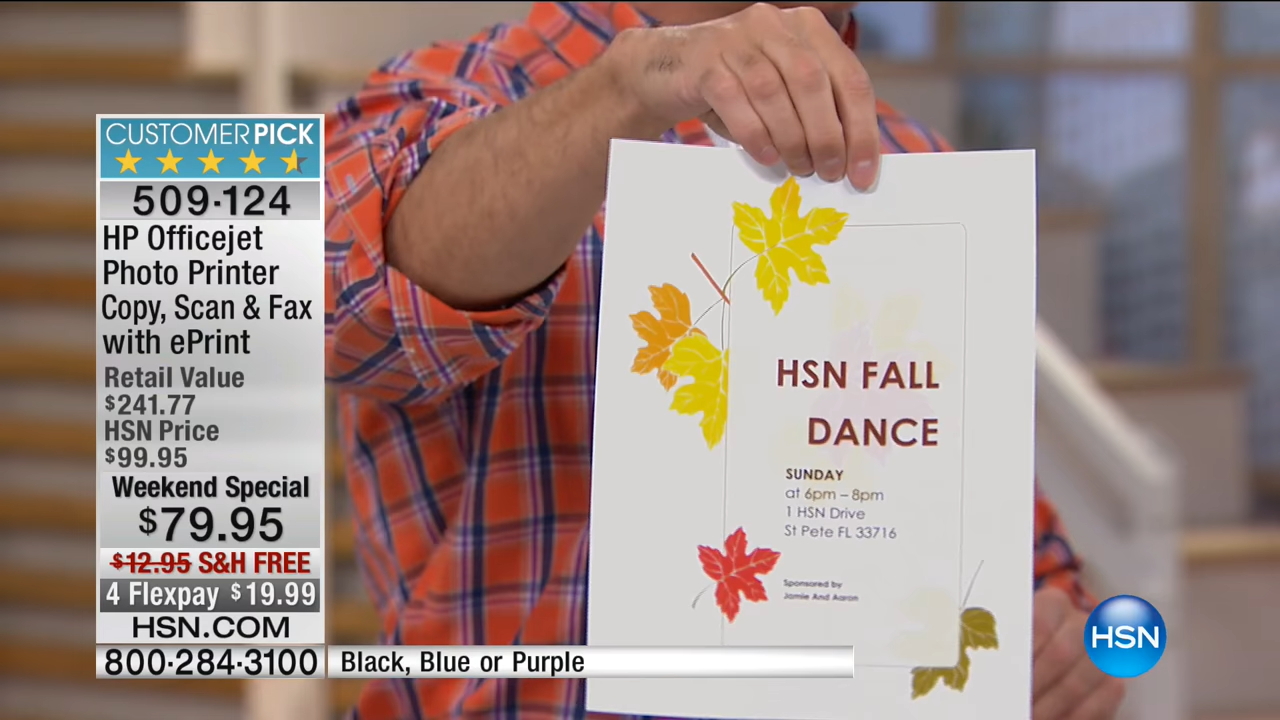 CUSTOMERPICK
509·124
HP Officejet
Photo Printer
Copy, Scan & Fax
with ePrint
Retail Value
$241.77
HSN Price
$99.95
Weekend Special
$79.95
$12.95 S&H FREE
4 Flexpay $19.99
HSN.COM
800·284·3100
Black, Blue or Purple
HSN FALL
DANCE
SUNDAY
at 6pm – 8pm
1 HSN Drive
St Pete FL 33716
Sponsored by
Jamie And Aaron
HSN